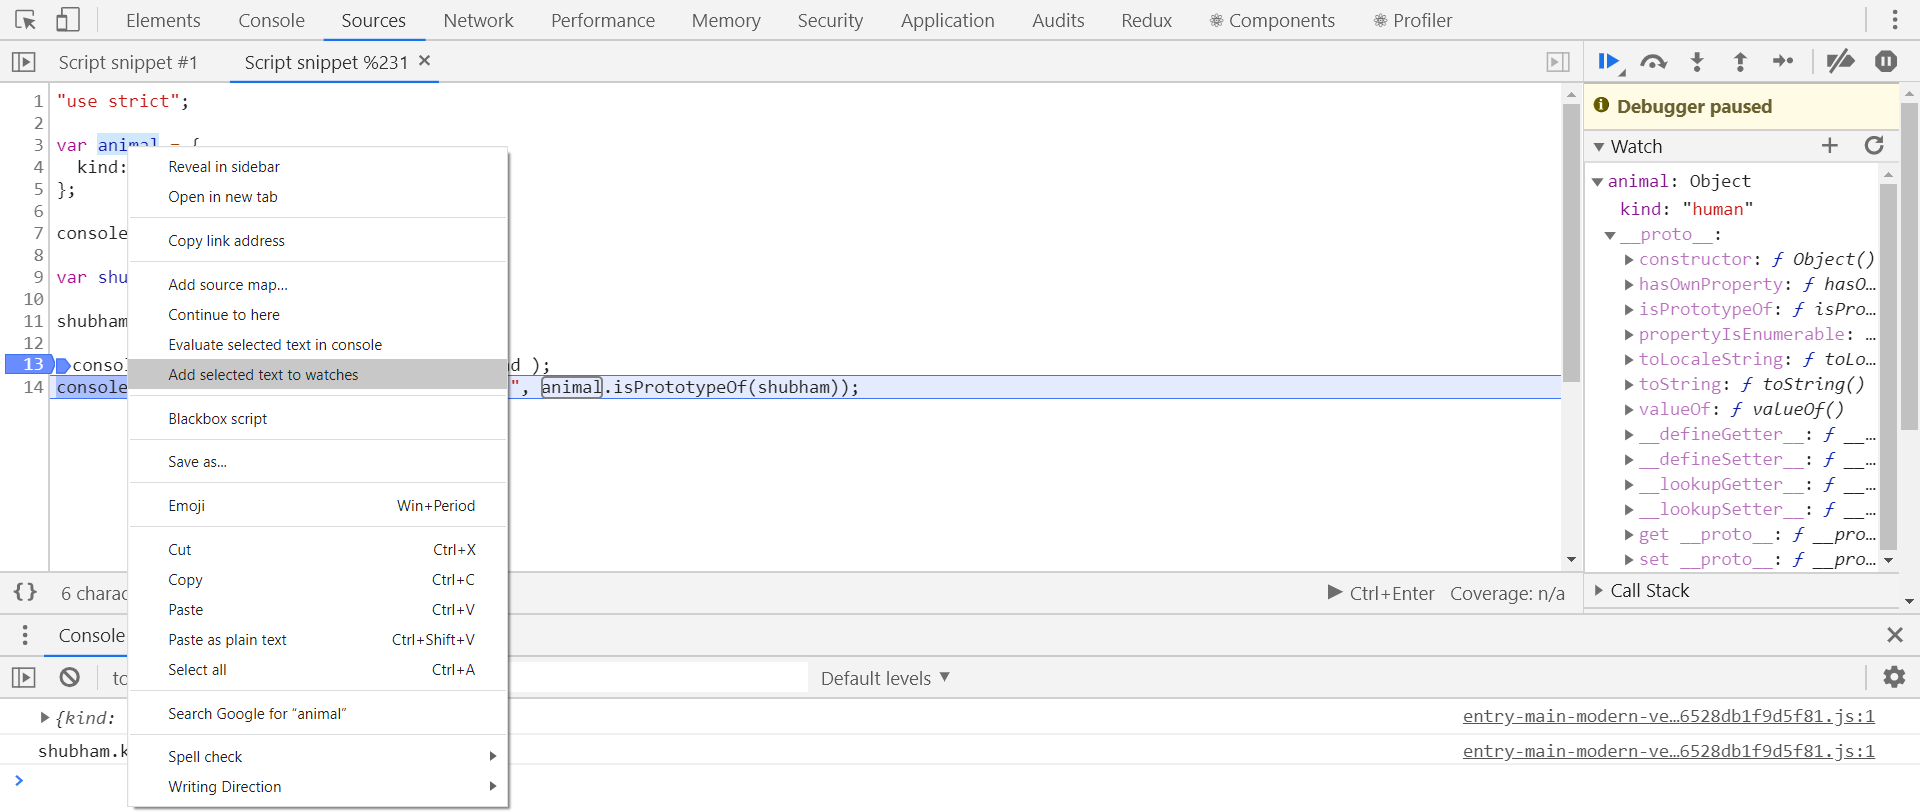 Elements Console Sources Network Performance Memory Security Application Audits Redux Components Profiler
Script snippet #1 Script snippet %231 ×
Debugger paused
Watch
animal: Object
kind: "human"
__proto__:
constructor: ƒ Object()
hasOwnProperty: ƒ hasO…
isPrototypeOf: ƒ isPro…
propertyIsEnumerable: …
toLocaleString: ƒ toLo…
toString: ƒ toString()
valueOf: ƒ valueOf()
__defineGetter__: ƒ __…
__defineSetter__: ƒ __…
__lookupGetter__: ƒ __…
__lookupSetter__: ƒ __…
get __proto__: ƒ __pro…
set __proto__: ƒ __pro…
Call Stack
1 "use strict";
2
3 var animal = {
4 kind:
5 };
6
7 console
8
9 var shu
10
11 shubham
12
13 conso d );
14 console ", animal.isPrototypeOf(shubham));
Reveal in sidebar
Open in new tab
Copy link address
Add source map...
Continue to here
Evaluate selected text in console
Add selected text to watches
Blackbox script
Save as...
Emoji Win+Period
Cut Ctrl+X
Copy Ctrl+C
Paste Ctrl+V
Paste as plain text Ctrl+Shift+V
Select all Ctrl+A
Search Google for “animal”
Spell check
Writing Direction
{} 6 charac Ctrl+Enter Coverage: n/a
Console
to Default levels
{kind: entry-main-modern-ve…6528db1f9d5f81.js:1
shubham.k entry-main-modern-ve…6528db1f9d5f81.js:1